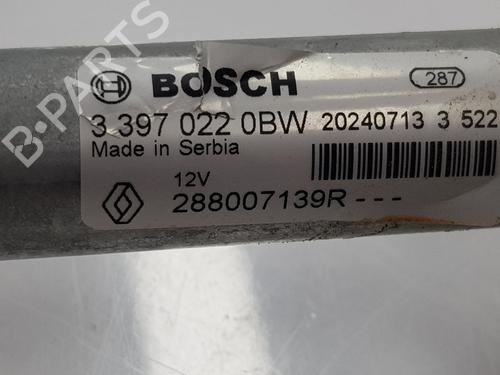 B-PARTS
BOSCH
287
3 397 022 0BW 20240713 3 522
Made in Serbia
12V
288007139R---